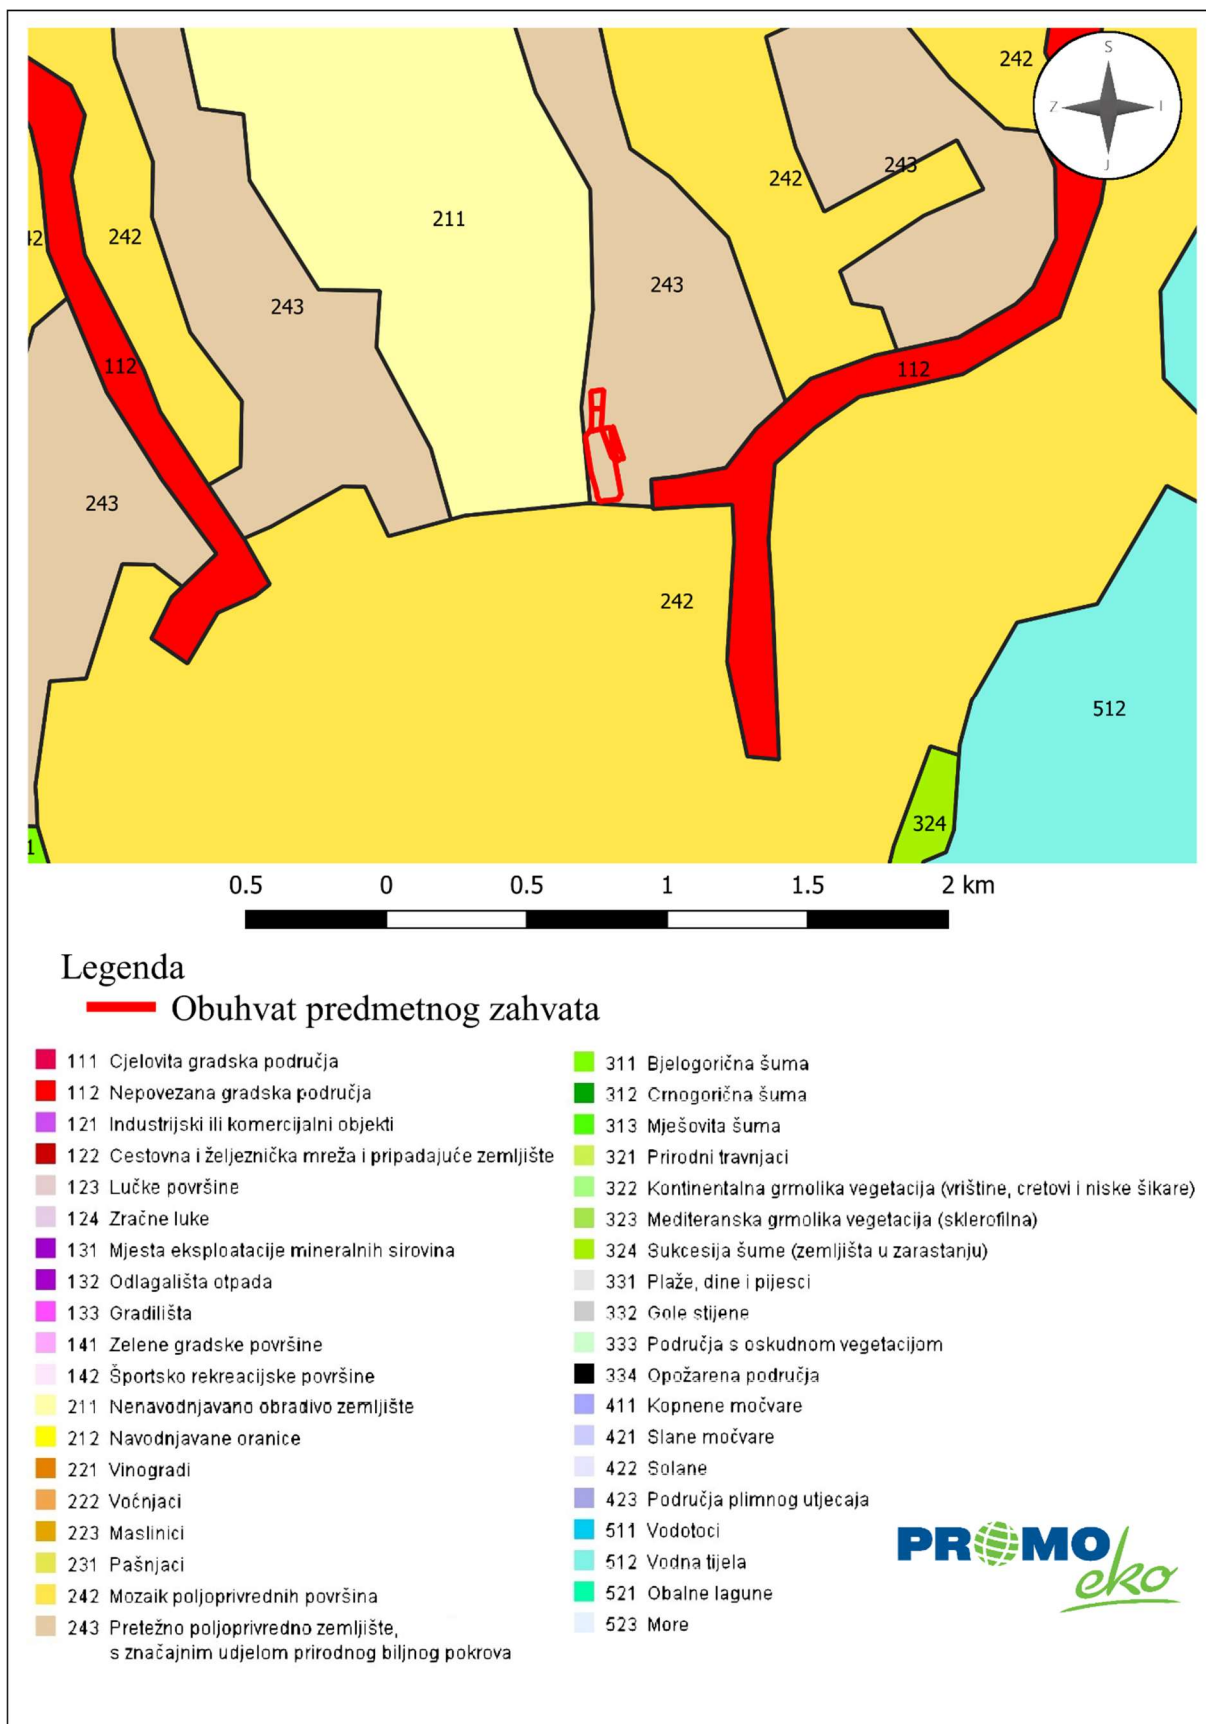 242
S
Z
I
J
211
242
243
42
242
243
243
112
112
243
242
512
324
1
0.5 0 0.5 1 1.5 2 km
Legenda
Obuhvat predmetnog zahvata
111 Cjelovita gradska područja
112 Nepovezana gradska područja
121 Industrijski ili komercijalni objekti
122 Cestovna i željeznička mreža i pripadajuće zemljište
123 Lučke površine
124 Zračne luke
131 Mjesta eksploatacije mineralnih sirovina
132 Odlagališta otpada
133 Gradilišta
141 Zelene gradske površine
142 Športsko rekreacijske površine
211 Nenavodnjavano obradivo zemljište
212 Navodnjavane oranice
221 Vinogradi
222 Voćnjaci
223 Maslinici
231 Pašnjaci
242 Mozaik poljoprivrednih površina
243 Pretežno poljoprivredno zemljište,
s značajnim udjelom prirodnog biljnog pokrova
311 Bjelogorična šuma
312 Crnogorična šuma
313 Mješovita šuma
321 Prirodni travnjaci
322 Kontinentalna grmolika vegetacija (vrištine, cretovi i niske šikare)
323 Mediteranska grmolika vegetacija (sklerofilna)
324 Sukcesija šume (zemljišta u zarastanju)
331 Plaže, dine i pijesci
332 Gole stijene
333 Područja s oskudnom vegetacijom
334 Opožarena područja
411 Kopnene močvare
421 Slane močvare
422 Solane
423 Područja plimnog utjecaja
511 Vodotoci
512 Vodna tijela
521 Obalne lagune
523 More
PROMO
eko